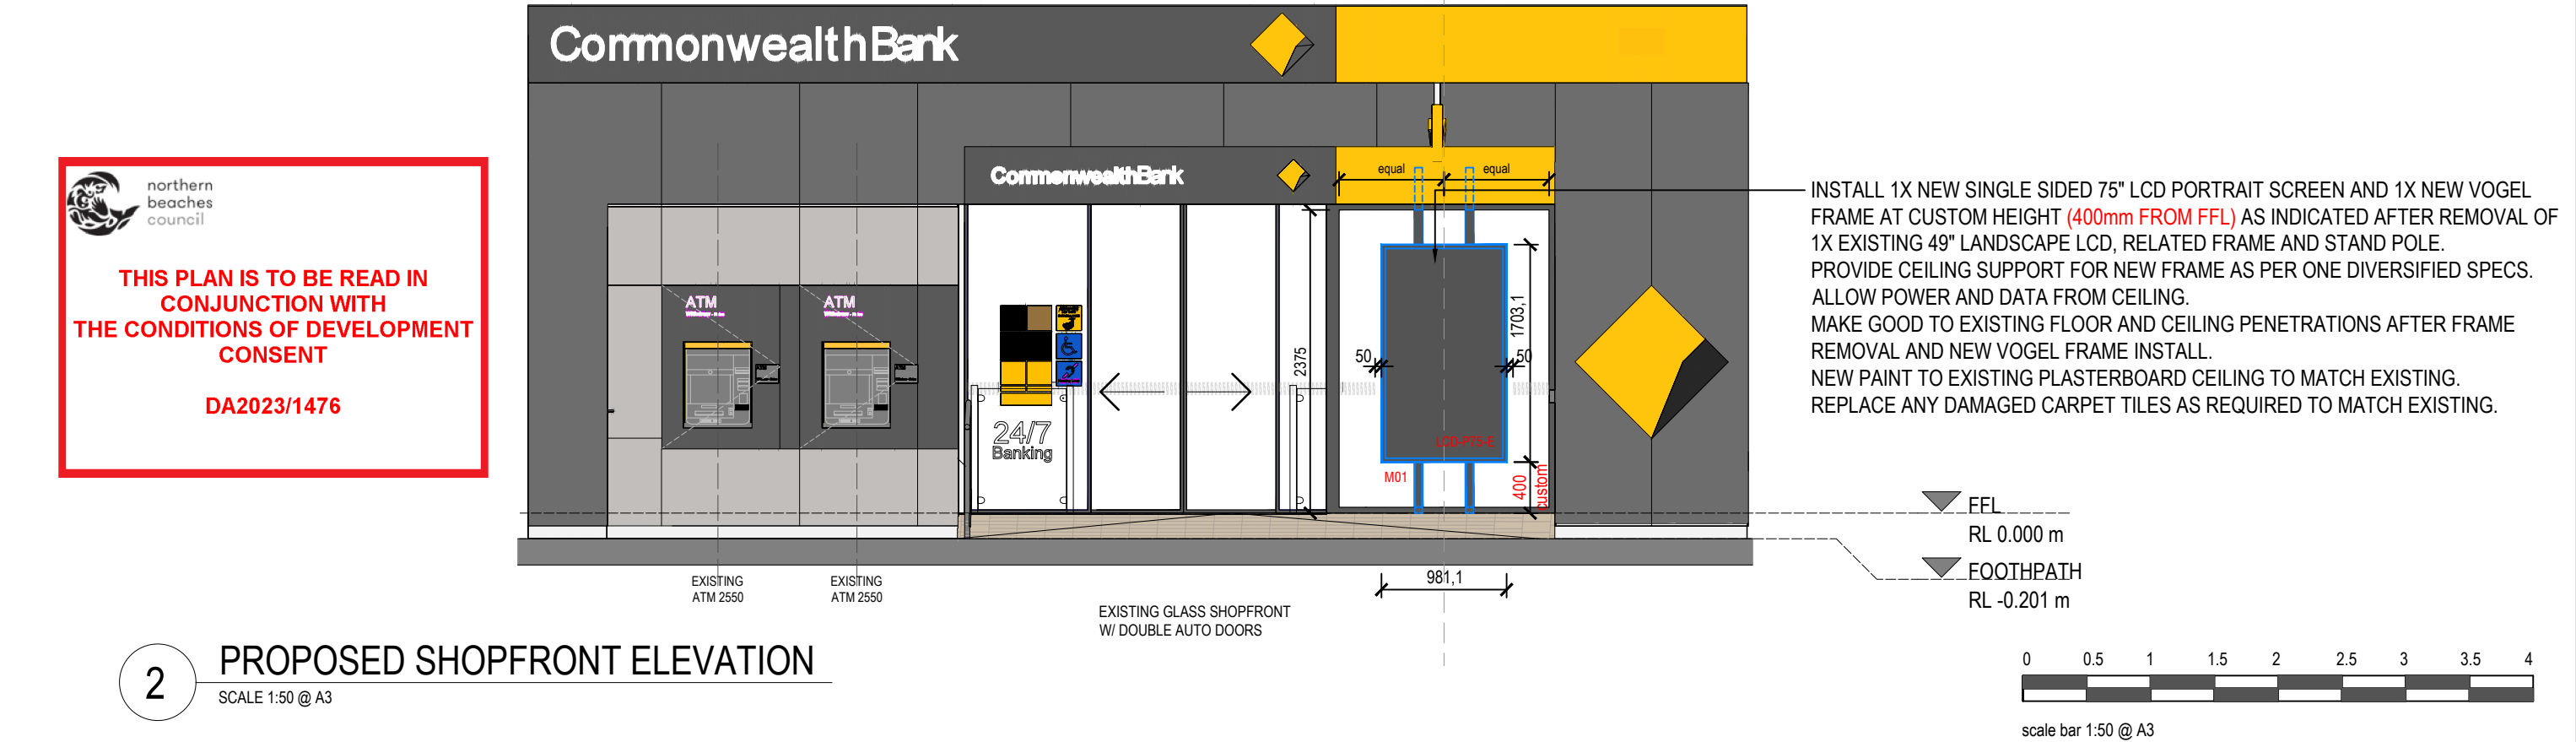 CommonwealthBank
northern
beaches
council
THIS PLAN IS TO BE READ IN
CONJUNCTION WITH
THE CONDITIONS OF DEVELOPMENT
CONSENT
DA2023/1476
CommonwealthBank
equal
equal
INSTALL 1X NEW SINGLE SIDED 75" LCD PORTRAIT SCREEN AND 1X NEW VOGEL
FRAME AT CUSTOM HEIGHT (400mm FROM FFL) AS INDICATED AFTER REMOVAL OF
1X EXISTING 49" LANDSCAPE LCD, RELATED FRAME AND STAND POLE.
PROVIDE CEILING SUPPORT FOR NEW FRAME AS PER ONE DIVERSIFIED SPECS.
ALLOW POWER AND DATA FROM CEILING.
MAKE GOOD TO EXISTING FLOOR AND CEILING PENETRATIONS AFTER FRAME
REMOVAL AND NEW VOGEL FRAME INSTALL.
NEW PAINT TO EXISTING PLASTERBOARD CEILING TO MATCH EXISTING.
REPLACE ANY DAMAGED CARPET TILES AS REQUIRED TO MATCH EXISTING.
ATM
ATM
2375
50
50
1703,1
24/7
Banking
LCD-P75-E
M01
400
custom
FFL
RL 0.000 m
FOOTHPATH
RL -0.201 m
981,1
EXISTING
ATM 2550
EXISTING
ATM 2550
EXISTING GLASS SHOPFRONT
W/ DOUBLE AUTO DOORS
2
PROPOSED SHOPFRONT ELEVATION
SCALE 1:50 @ A3
0 0.5 1 1.5 2 2.5 3 3.5 4
scale bar 1:50 @ A3